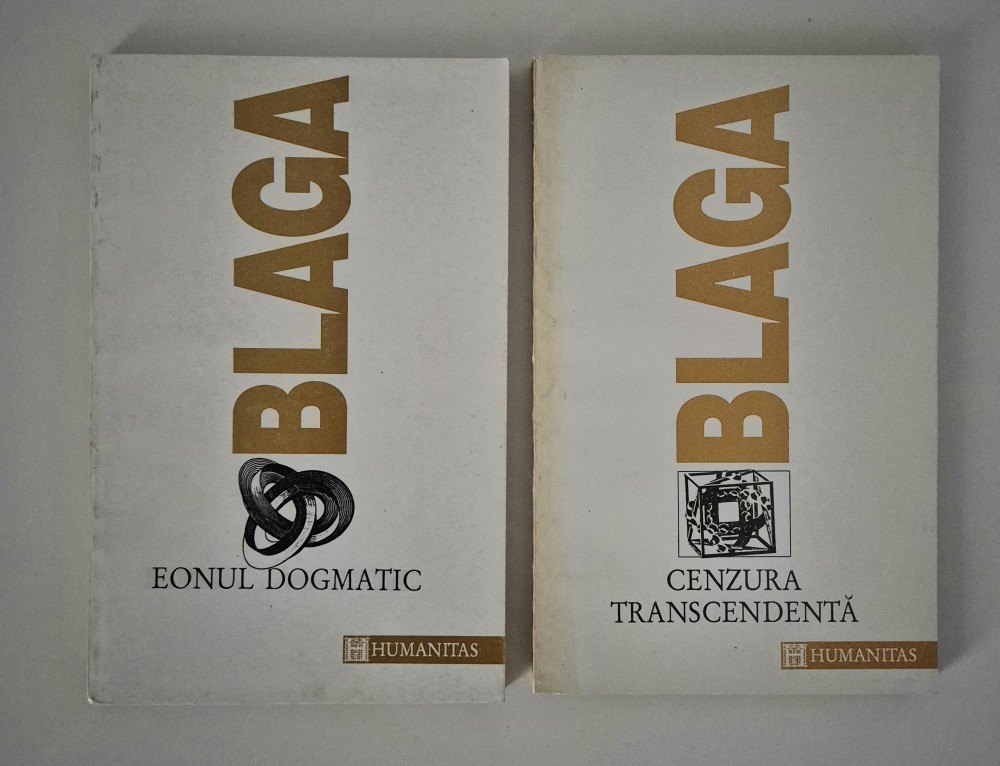 BLAGA
EONUL DOGMATIC
HUMANITAS
BLAGA
CENZURA
TRANSCENDENTĂ
HUMANITAS